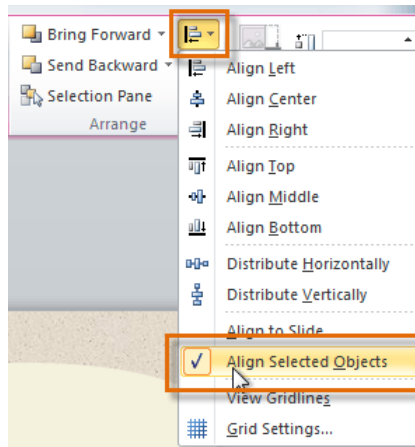 Bring Forward
Send Backward
Selection Pane
Arrange
Align Left
Align Center
Align Right
Align Top
Align Middle
Align Bottom
Distribute Horizontally
Distribute Vertically
Align to Slide
Align Selected Objects
View Gridlines
Grid Settings...